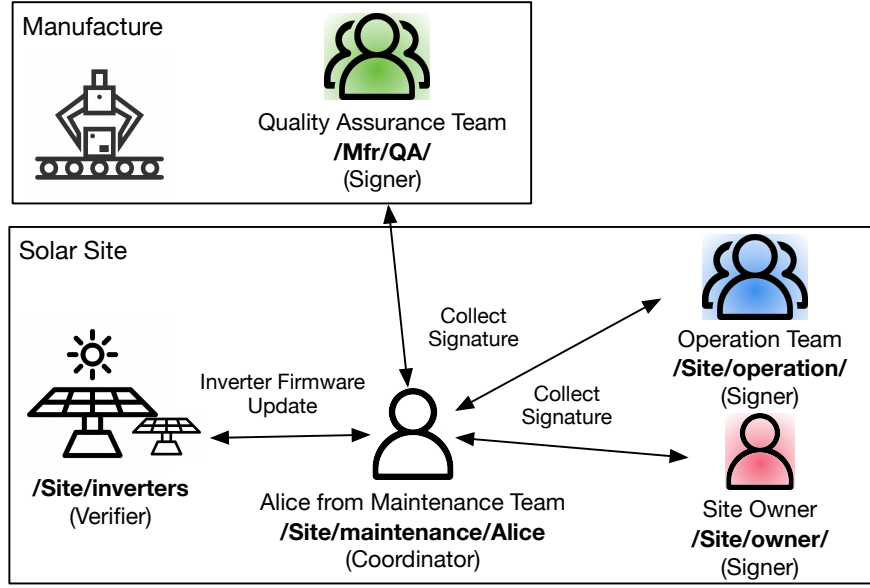 Manufacture
Quality Assurance Team
/Mfr/QA/
(Signer)
Solar Site
Collect
Signature
Operation Team
/Site/operation/
(Signer)
Inverter Firmware
Update
Collect
Signature
/Site/inverters
(Verifier)
Alice from Maintenance Team
/Site/maintenance/Alice
(Coordinator)
Site Owner
/Site/owner/
(Signer)